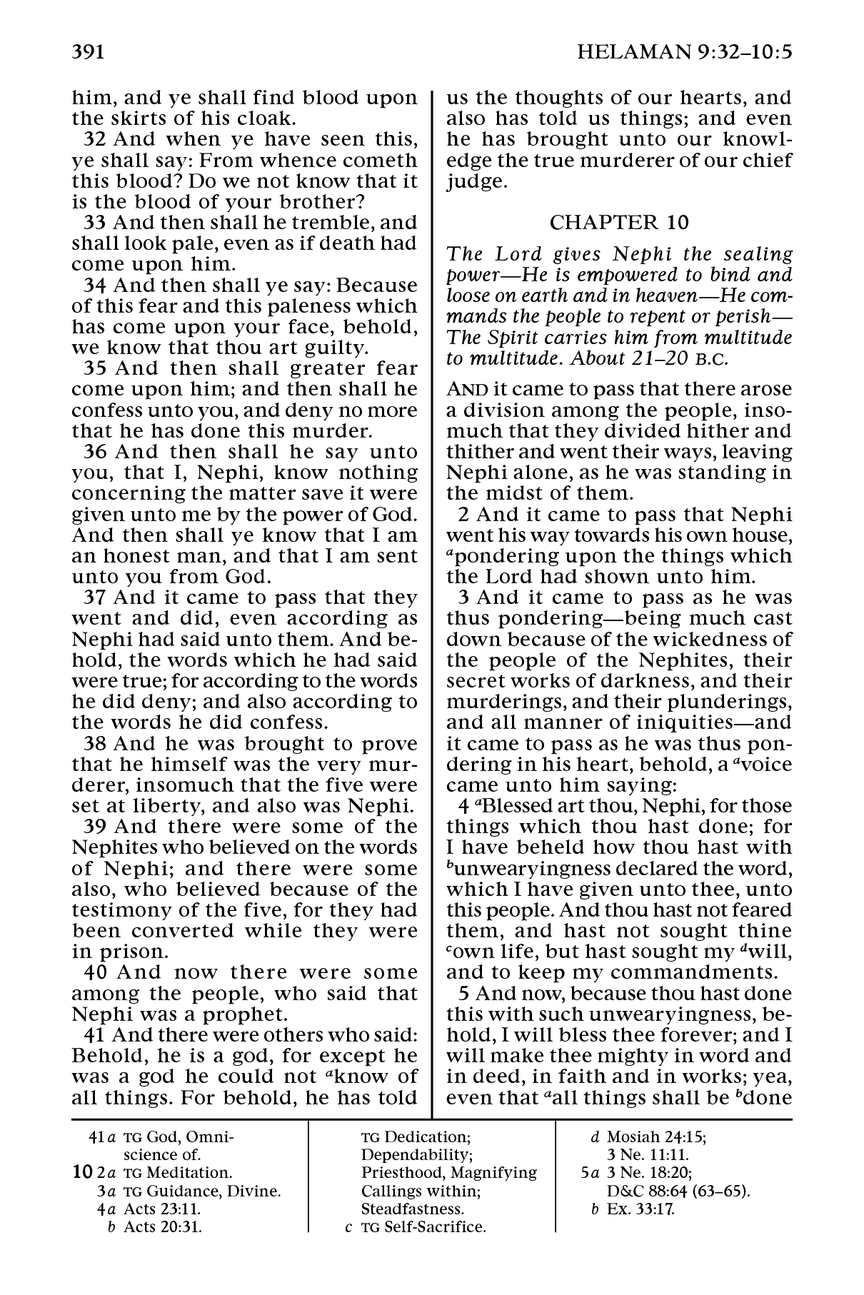 391
HELAMAN 9:32–10:5
him, and ye shall find blood upon
the skirts of his cloak.
32 And when ye have seen this,
ye shall say: From whence cometh
this blood? Do we not know that it
is the blood of your brother?
33 And then shall he tremble, and
shall look pale, even as if death had
come upon him.
34 And then shall ye say: Because
of this fear and this paleness which
has come upon your face, behold,
we know that thou art guilty.
35 And then shall greater fear
come upon him; and then shall he
confess unto you, and deny no more
that he has done this murder.
36 And then shall he say unto
you, that I, Nephi, know nothing
concerning the matter save it were
given unto me by the power of God.
And then shall ye know that I am
an honest man, and that I am sent
unto you from God.
37 And it came to pass that they
went and did, even according as
Nephi had said unto them. And be-
hold, the words which he had said
were true; for according to the words
he did deny; and also according to
the words he did confess.
38 And he was brought to prove
that he himself was the very mur-
derer, insomuch that the five were
set at liberty, and also was Nephi.
39 And there were some of the
Nephites who believed on the words
of Nephi; and there were some
also, who believed because of the
testimony of the five, for they had
been converted while they were
in prison.
40 And now there were some
among the people, who said that
Nephi was a prophet.
41 And there were others who said:
Behold, he is a god, for except he
was a god he could not aknow of
all things. For behold, he has told
us the thoughts of our hearts, and
also has told us things; and even
he has brought unto our knowl-
edge the true murderer of our chief
judge.
CHAPTER 10
The Lord gives Nephi the sealing
power—He is empowered to bind and
loose on earth and in heaven—He com-
mands the people to repent or perish—
The Spirit carries him from multitude
to multitude. About 21–20 B.C.
AND it came to pass that there arose
a division among the people, inso-
much that they divided hither and
thither and went their ways, leaving
Nephi alone, as he was standing in
the midst of them.
2 And it came to pass that Nephi
went his way towards his own house,
apondering upon the things which
the Lord had shown unto him.
3 And it came to pass as he was
thus pondering—being much cast
down because of the wickedness of
the people of the Nephites, their
secret works of darkness, and their
murderings, and their plunderings,
and all manner of iniquities—and
it came to pass as he was thus pon-
dering in his heart, behold, a avoice
came unto him saying:
4 aBlessed art thou, Nephi, for those
things which thou hast done; for
I have beheld how thou hast with
bunwearyingness declared the word,
which I have given unto thee, unto
this people. And thou hast not feared
them, and hast not sought thine
cown life, but hast sought my dwill,
and to keep my commandments.
5 And now, because thou hast done
this with such unwearyingness, be-
hold, I will bless thee forever; and I
will make thee mighty in word and
in deed, in faith and in works; yea,
even that aall things shall be bdone
41a TG God, Omni-
science of.
10 2a TG Meditation.
3a TG Guidance, Divine.
4a Acts 23:11.
b Acts 20:31.
TG Dedication;
Dependability;
Priesthood, Magnifying
Callings within;
Steadfastness.
c TG Self-Sacrifice.
d Mosiah 24:15;
3 Ne. 11:11.
5a 3 Ne. 18:20;
D&C 88:64 (63–65).
b Ex. 33:17.